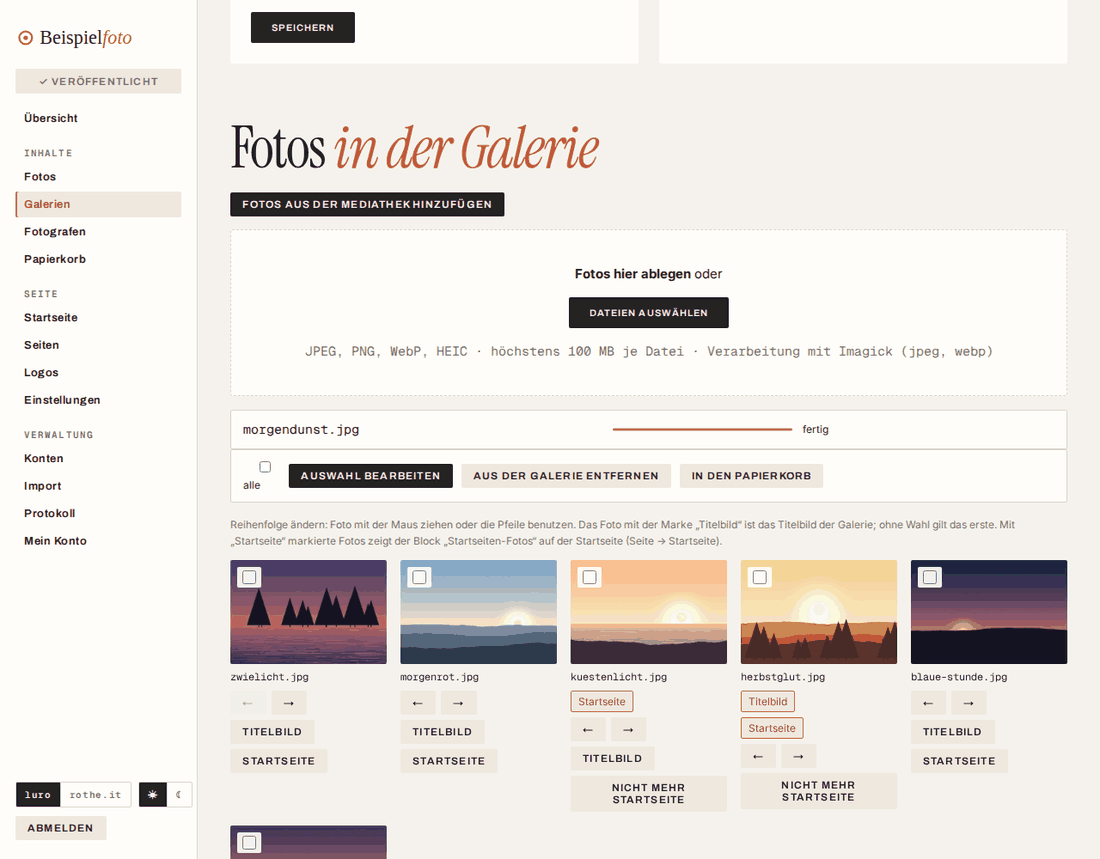 Beispielfoto
✓ VERÖFFENTLICHT
Übersicht
INHALTE
Fotos
Galerien
Fotografen
Papierkorb
SEITE
Startseite
Seiten
Logos
Einstellungen
VERWALTUNG
Konten
Import
Protokoll
Mein Konto
luro rothe.it
ABMELDEN
SPEICHERN
Fotos in der Galerie
FOTOS AUS DER MEDIATHEK HINZUFÜGEN
Fotos hier ablegen oder
DATEIEN AUSWÄHLEN
JPEG, PNG, WebP, HEIC · höchstens 100 MB je Datei · Verarbeitung mit Imagick (jpeg, webp)
morgendunst.jpg fertig
alle AUSWAHL BEARBEITEN AUS DER GALERIE ENTFERNEN IN DEN PAPIERKORB
Reihenfolge ändern: Foto mit der Maus ziehen oder die Pfeile benutzen. Das Foto mit der Marke „Titelbild“ ist das Titelbild der Galerie; ohne Wahl gilt das erste. Mit
„Startseite“ markierte Fotos zeigt der Block „Startseiten-Fotos“ auf der Startseite (Seite → Startseite).
zwielicht.jpg
← →
TITELBILD
STARTSEITE
morgenrot.jpg
← →
TITELBILD
STARTSEITE
kuestenlicht.jpg
Startseite
← →
TITELBILD
NICHT MEHR
STARTSEITE
herbstglut.jpg
Titelbild
Startseite
← →
NICHT MEHR
STARTSEITE
blaue-stunde.jpg
← →
TITELBILD
STARTSEITE